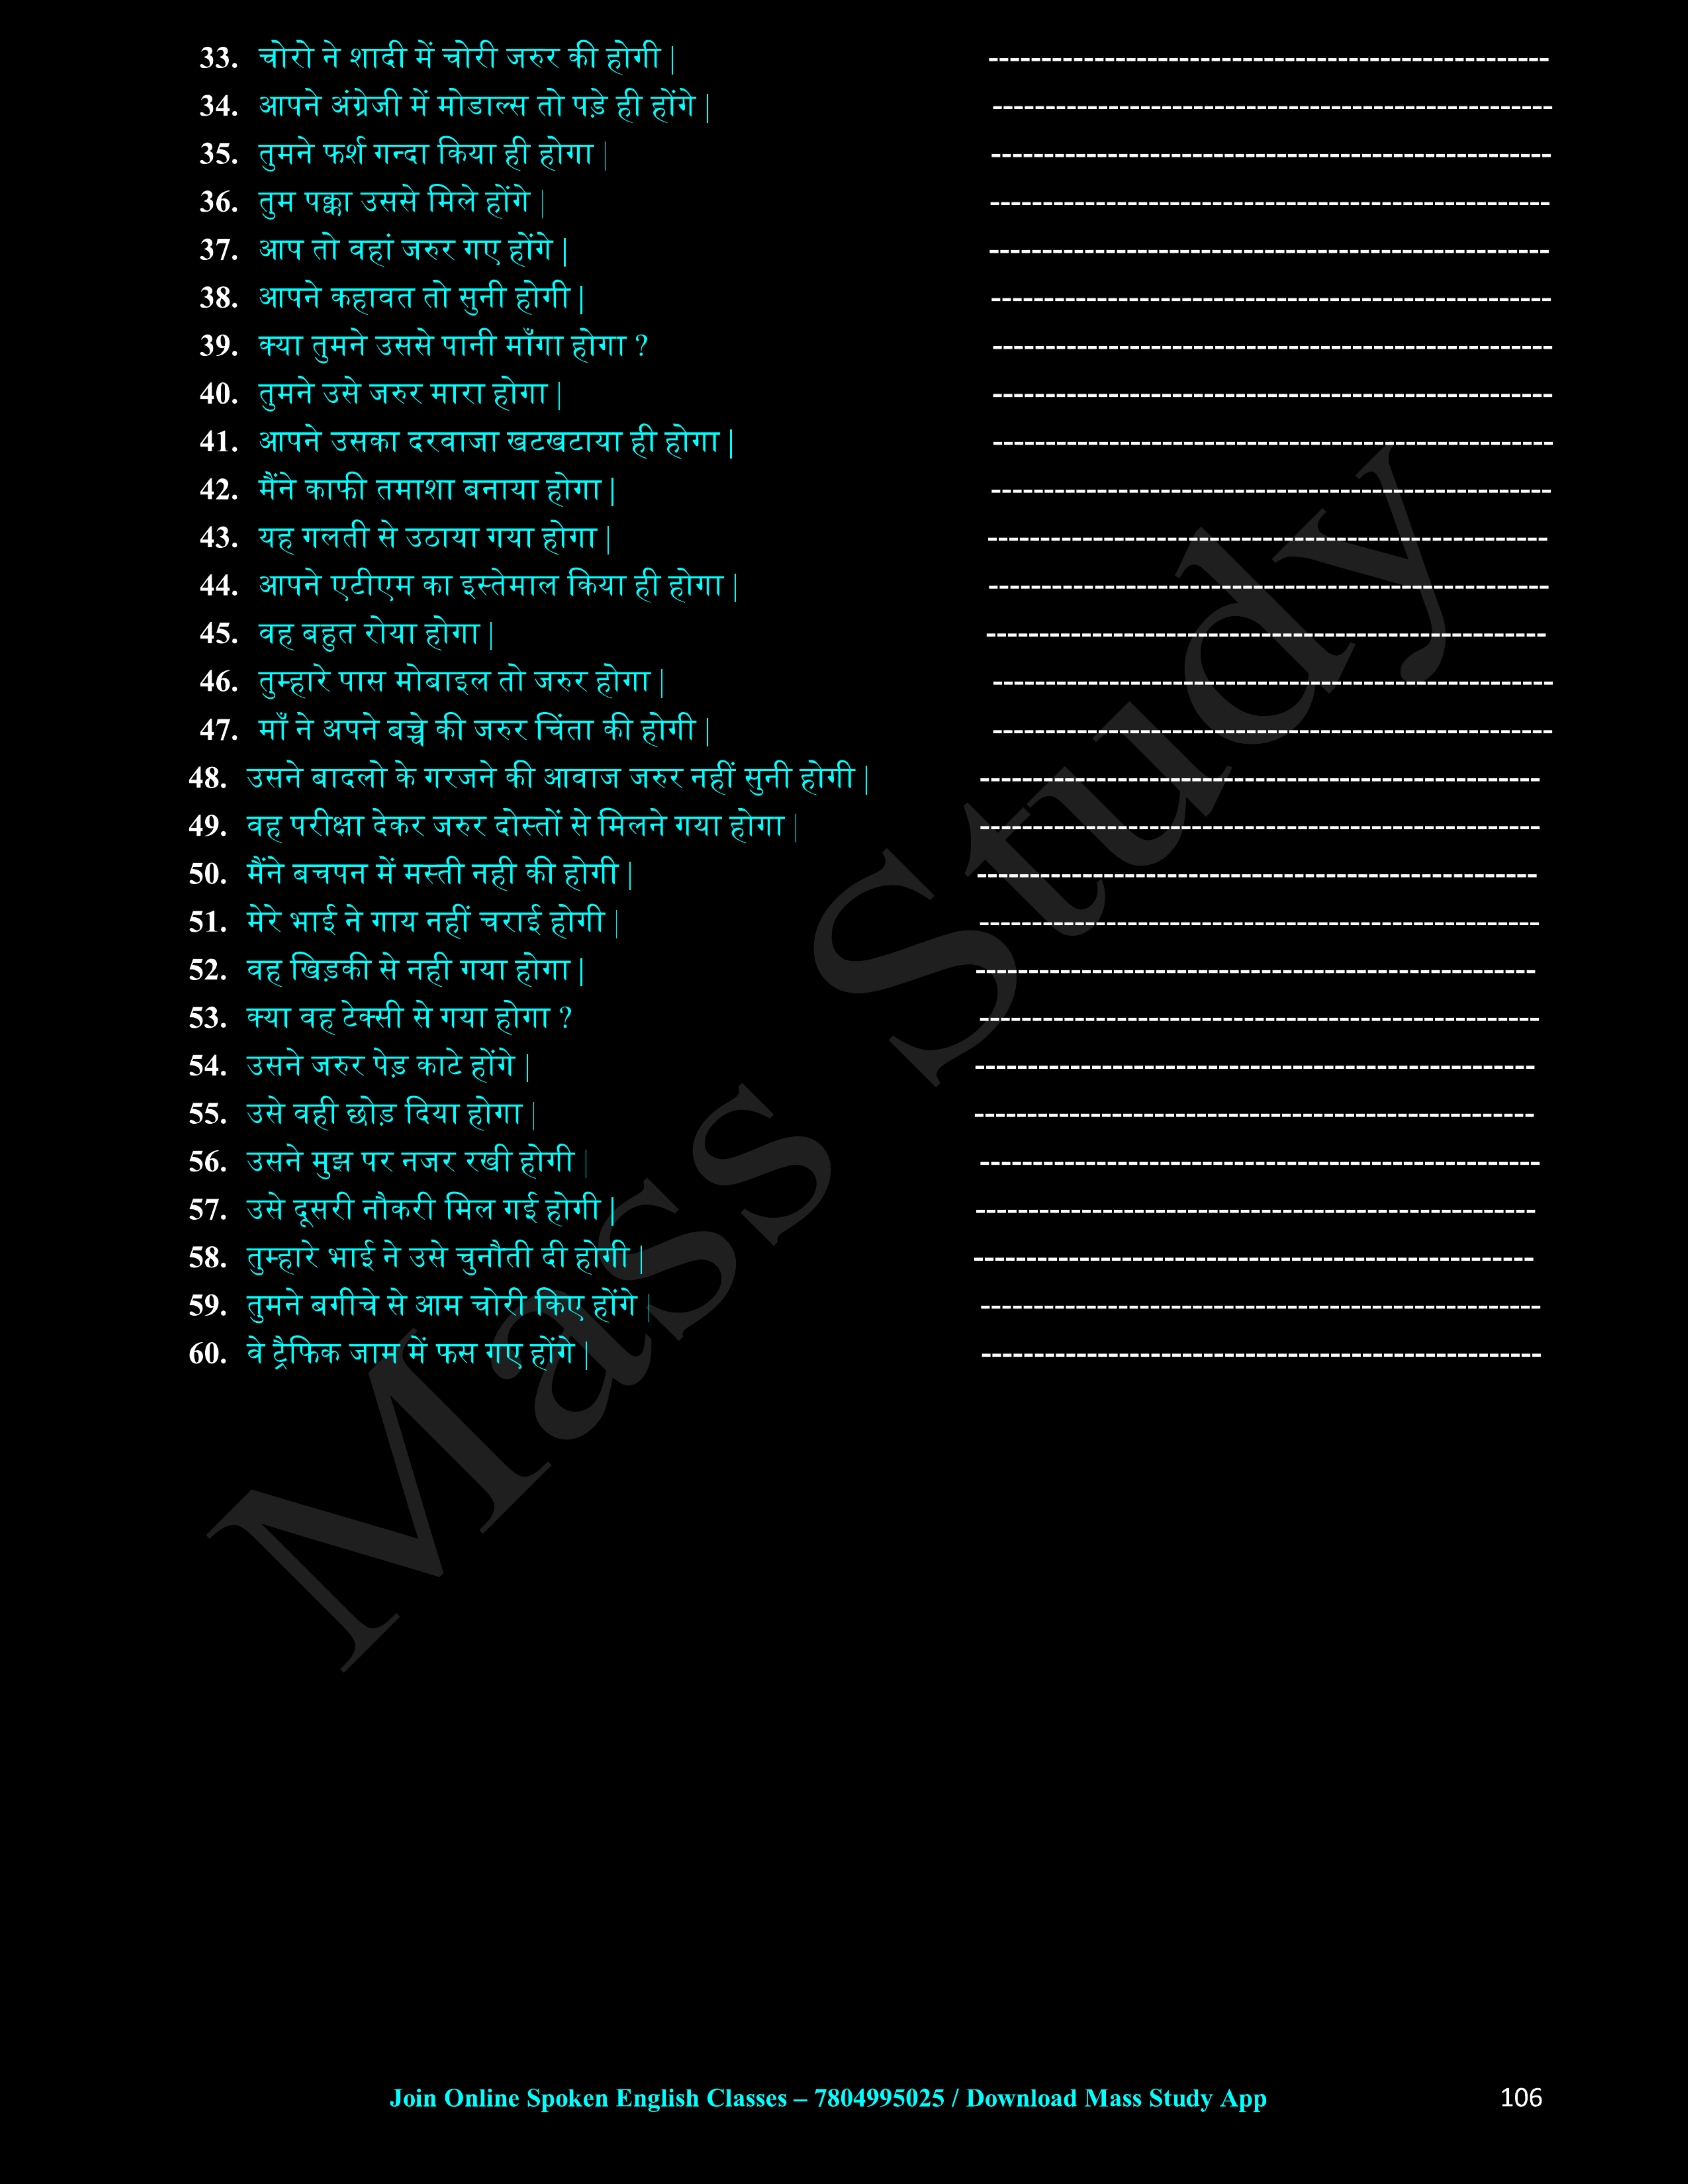 33. चोरो ने शादी में चोरी जरुर की होगी | -----------------------------------------------------
34. आपने अंग्रेजी में मोडाल्स तो पड़े ही होंगे | -----------------------------------------------------
35. तुमने फर्श गन्दा किया ही होगा | -----------------------------------------------------
36. तुम पक्का उससे मिले होंगे | -----------------------------------------------------
37. आप तो वहां जरुर गए होंगे | -----------------------------------------------------
38. आपने कहावत तो सुनी होगी | -----------------------------------------------------
39. क्या तुमने उससे पानी माँगा होगा ? -----------------------------------------------------
40. तुमने उसे जरुर मारा होगा | -----------------------------------------------------
41. आपने उसका दरवाजा खटखटाया ही होगा | -----------------------------------------------------
42. मैंने काफी तमाशा बनाया होगा | -----------------------------------------------------
43. यह गलती से उठाया गया होगा | -----------------------------------------------------
44. आपने एटीएम का इस्तेमाल किया ही होगा | -----------------------------------------------------
45. वह बहुत रोया होगा | -----------------------------------------------------
46. तुम्हारे पास मोबाइल तो जरुर होगा | -----------------------------------------------------
47. माँ ने अपने बच्चे की जरुर चिंता की होगी | -----------------------------------------------------
48. उसने बादलो के गरजने की आवाज जरुर नहीं सुनी होगी | -----------------------------------------------------
49. वह परीक्षा देकर जरुर दोस्तों से मिलने गया होगा | -----------------------------------------------------
50. मैंने बचपन में मस्ती नही की होगी | -----------------------------------------------------
51. मेरे भाई ने गाय नहीं चराई होगी | -----------------------------------------------------
52. वह खिड़की से नही गया होगा | -----------------------------------------------------
53. क्या वह टेक्सी से गया होगा ? -----------------------------------------------------
54. उसने जरुर पेड़ काटे होंगे | -----------------------------------------------------
55. उसे वही छोड़ दिया होगा | -----------------------------------------------------
56. उसने मुझ पर नजर रखी होगी | -----------------------------------------------------
57. उसे दूसरी नौकरी मिल गई होगी | -----------------------------------------------------
58. तुम्हारे भाई ने उसे चुनौती दी होगी | -----------------------------------------------------
59. तुमने बगीचे से आम चोरी किए होंगे | -----------------------------------------------------
60. वे ट्रैफिक जाम में फस गए होंगे | -----------------------------------------------------
Mass Study
Join Online Spoken English Classes – 7804995025 / Download Mass Study App 106